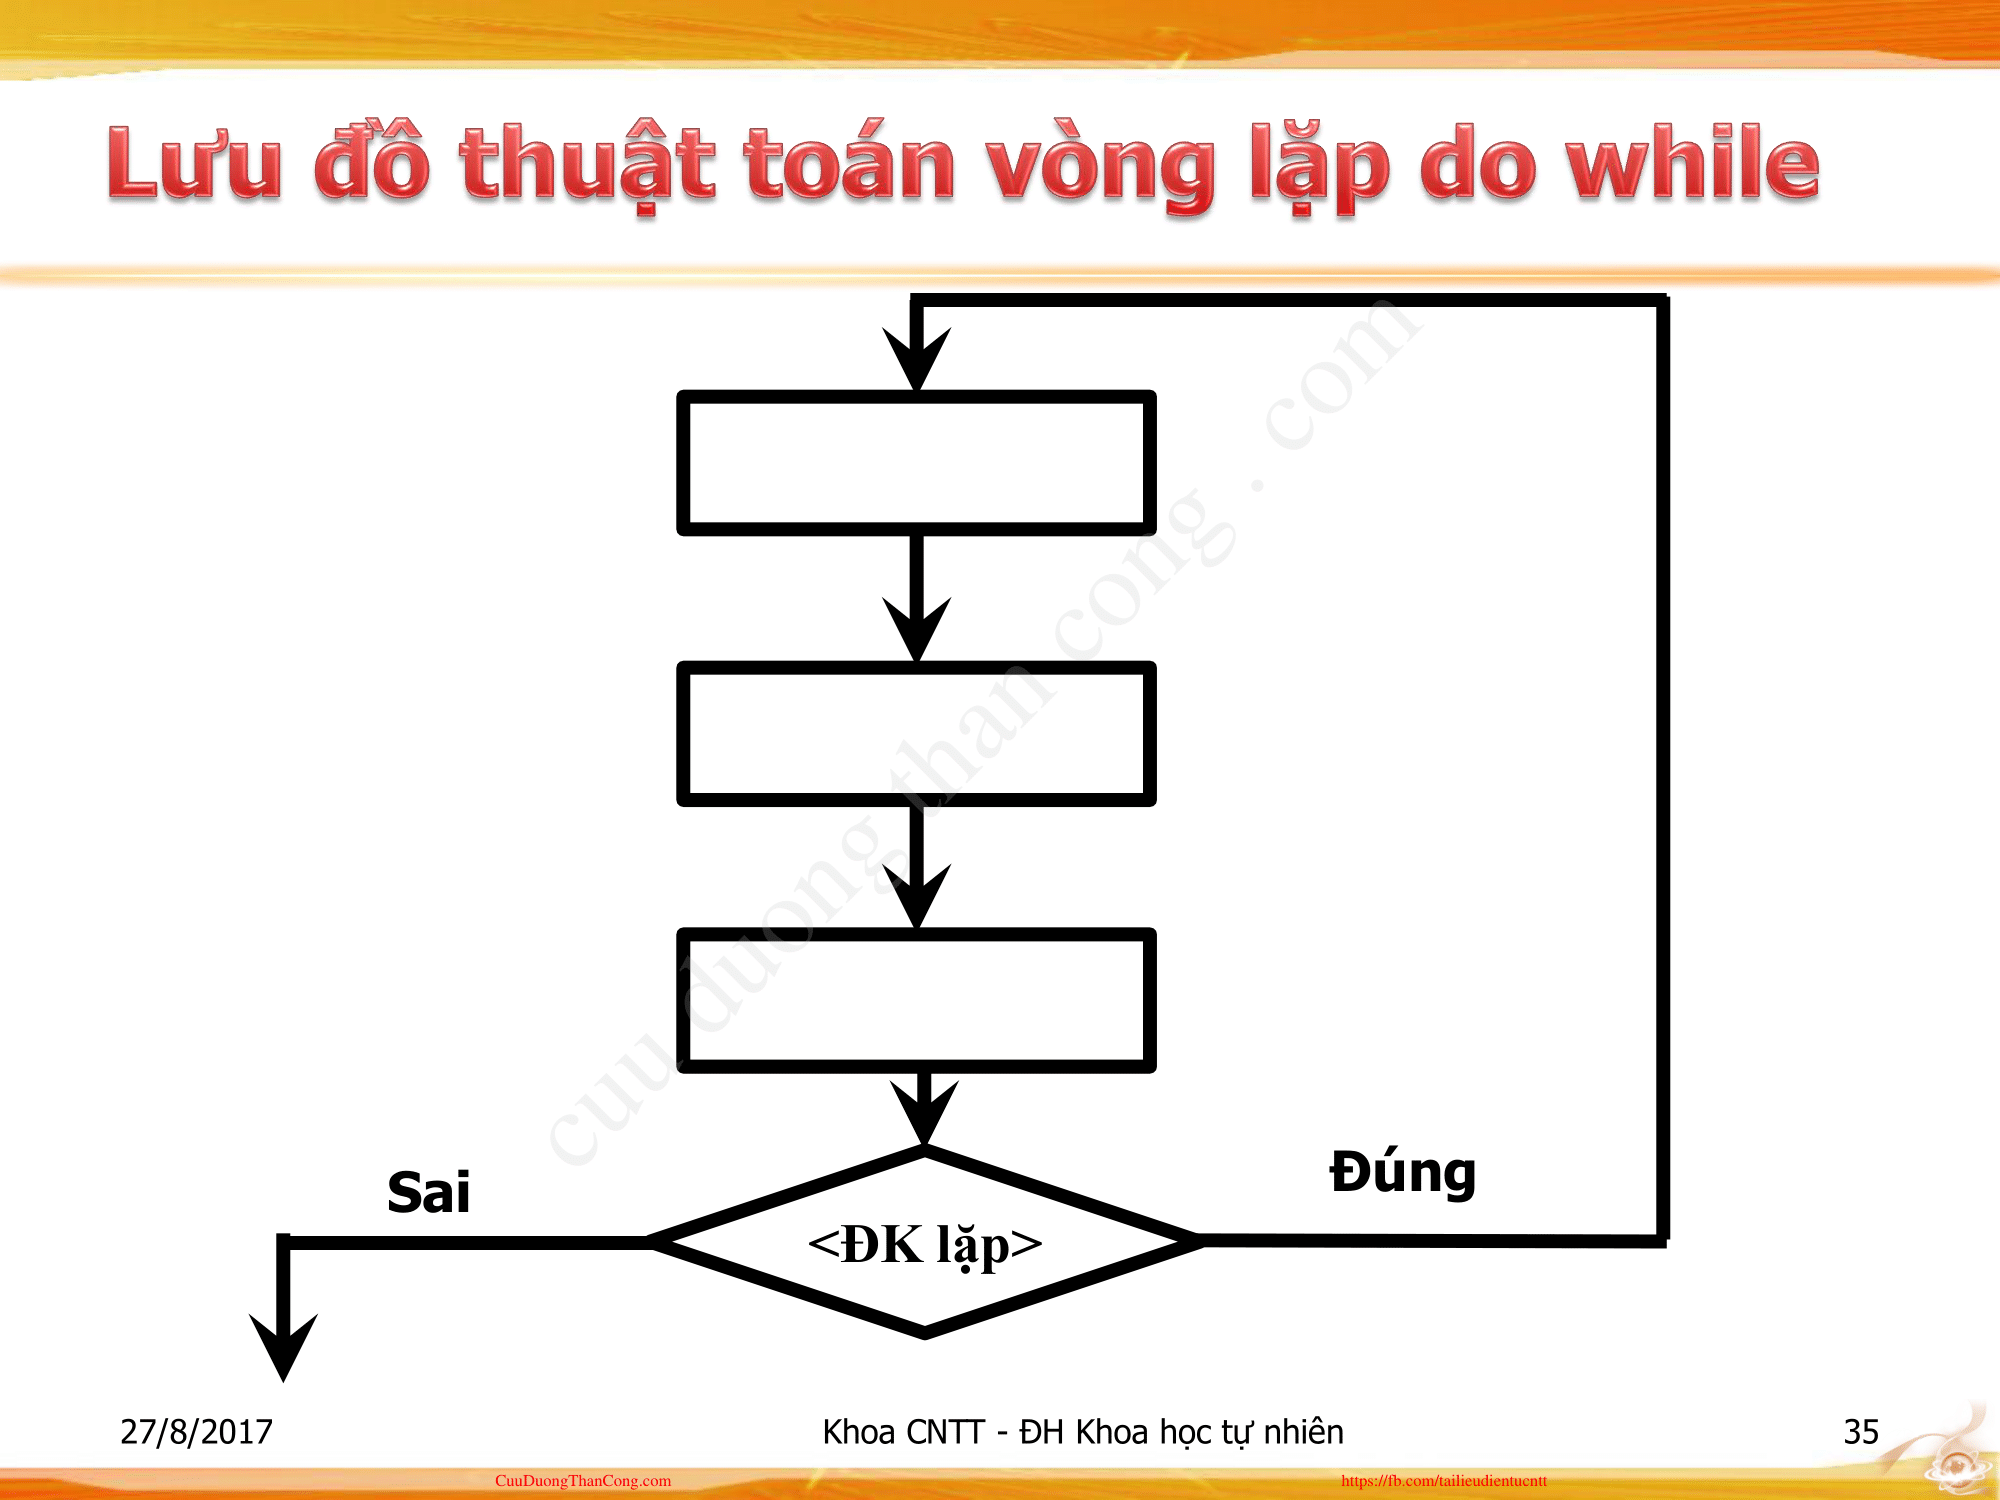 Lưu đồ thuật toán vòng lặp do while
cuu duong than cong . com
Sai
Đúng
<ĐK lặp>
27/8/2017
Khoa CNTT - ĐH Khoa học tự nhiên
35
CuuDuongThanCong.com
https://fb.com/tailieudientucntt